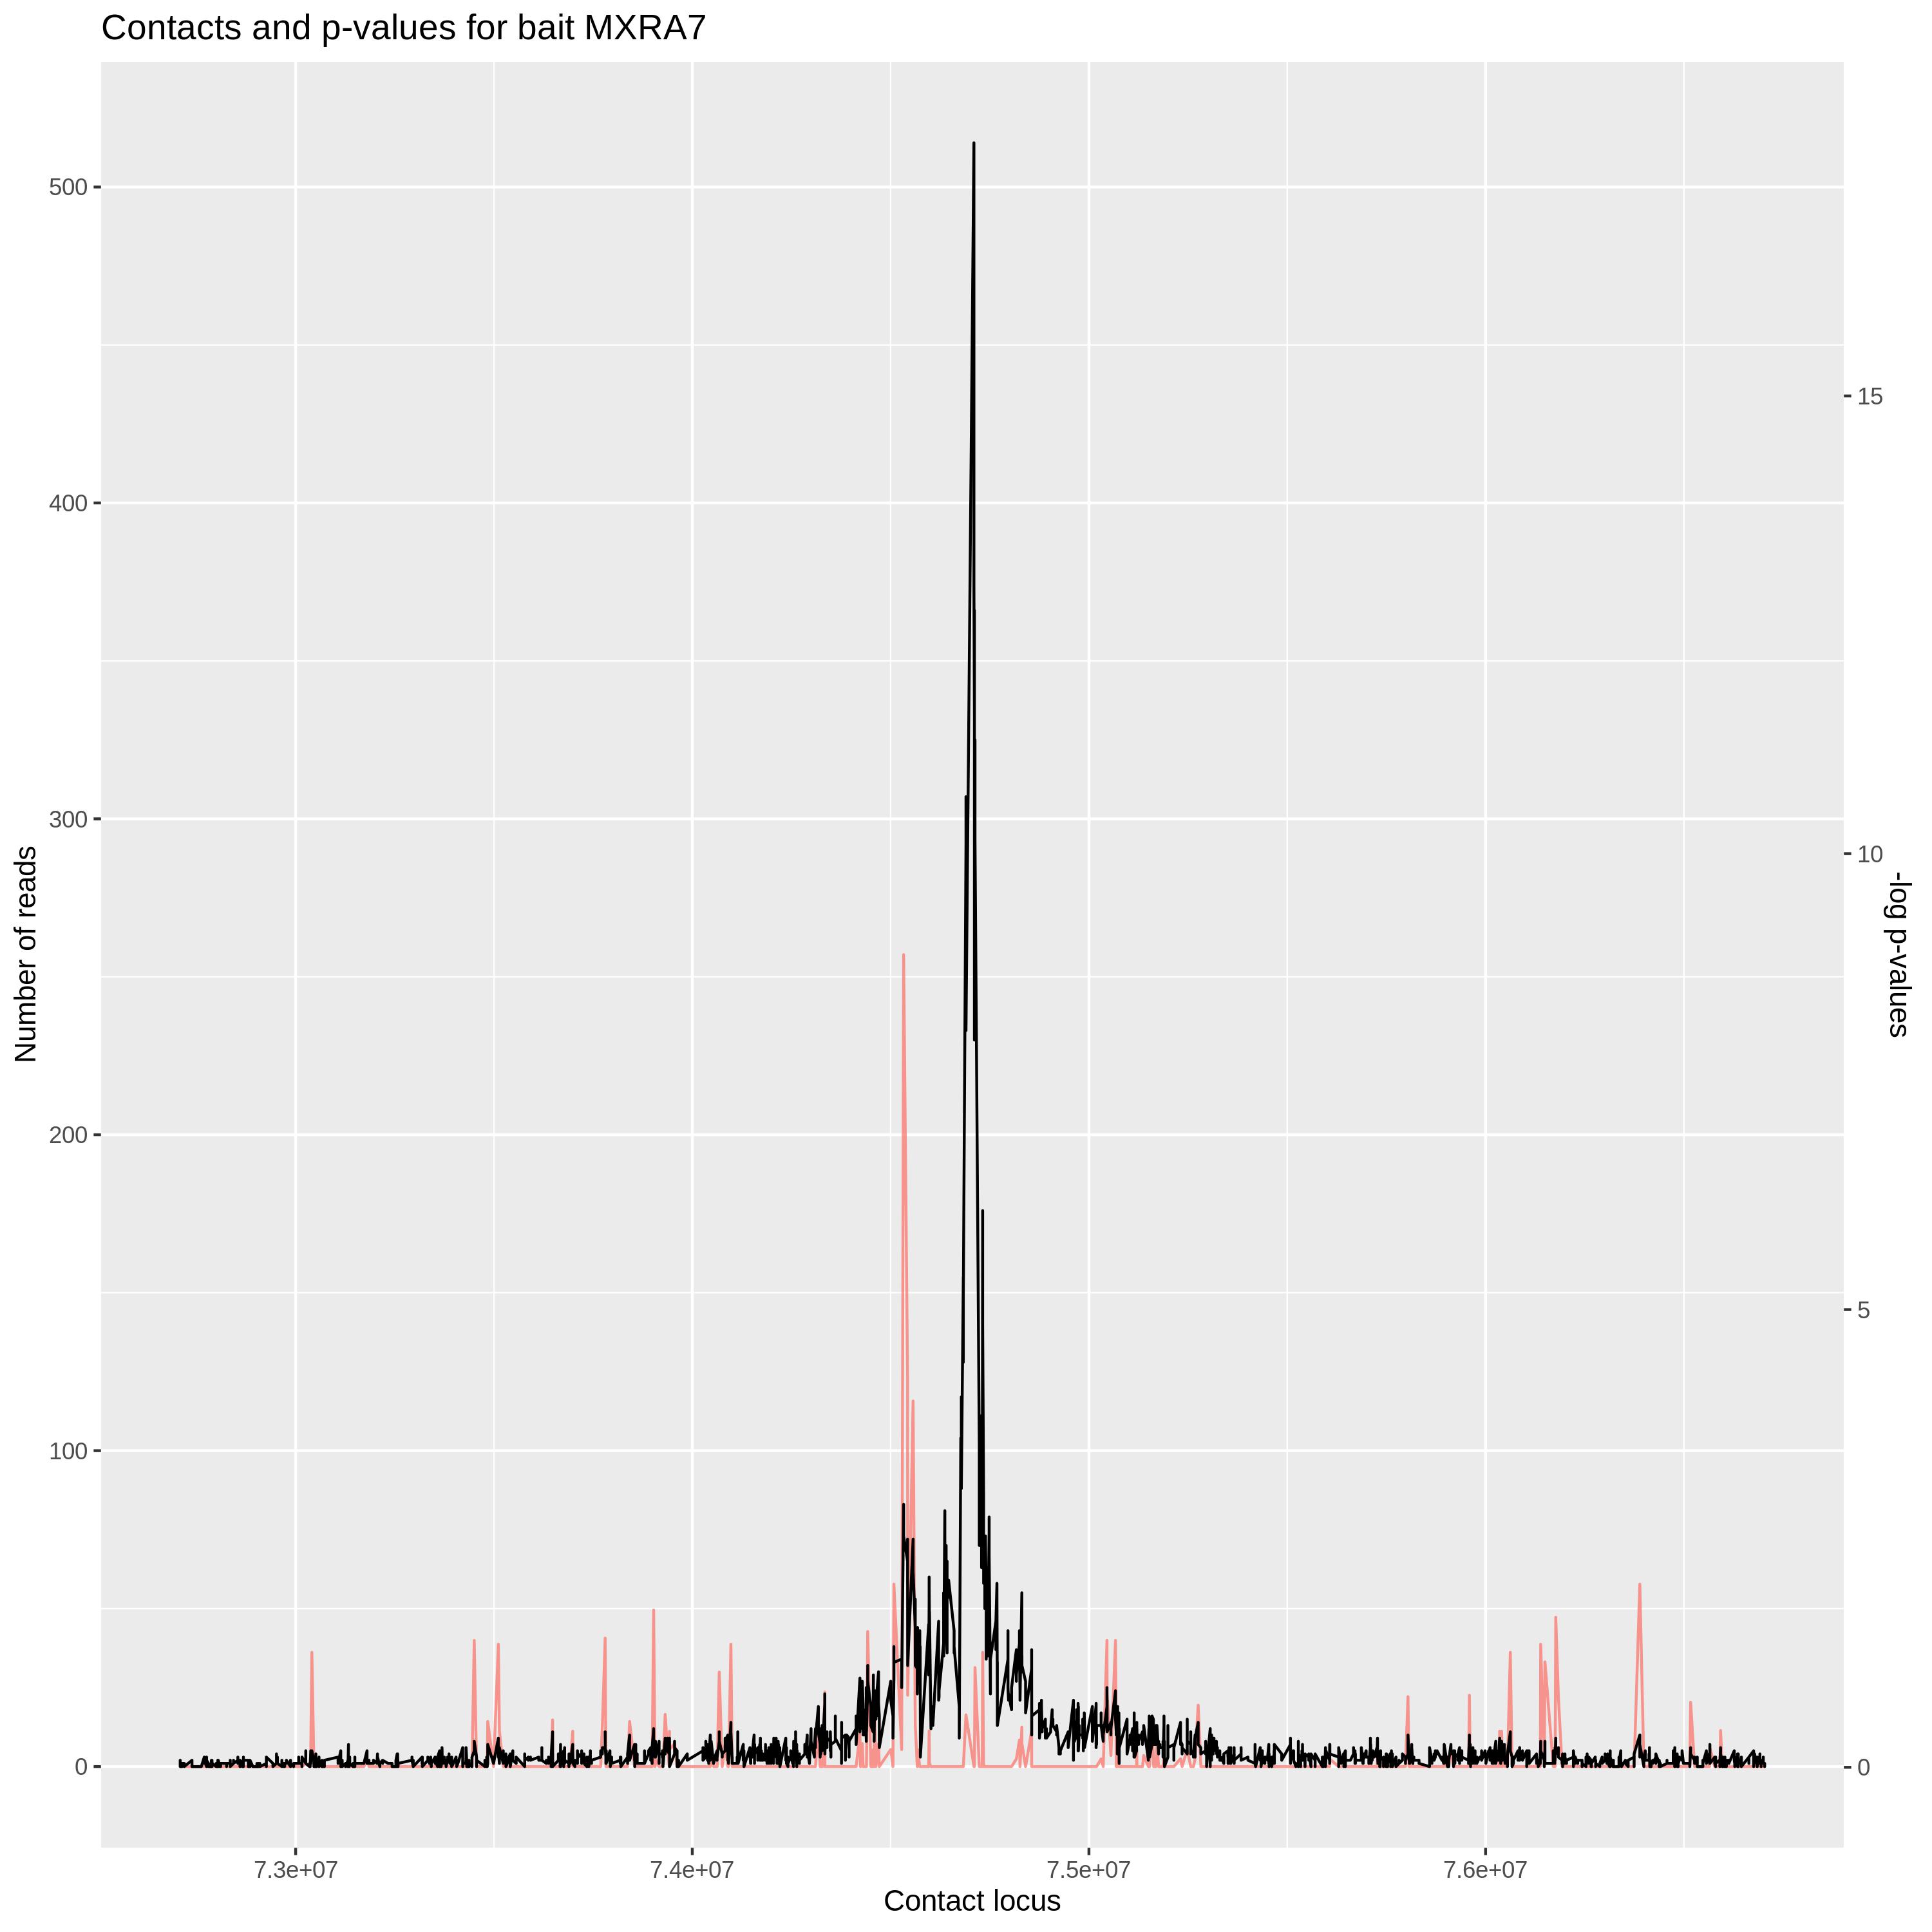 Contacts and p-values for bait MXRA7
500
400
300
200
100
0
Number of reads
15
10
5
0
-log p-values
7.3e+07 7.4e+07 7.5e+07 7.6e+07
Contact locus